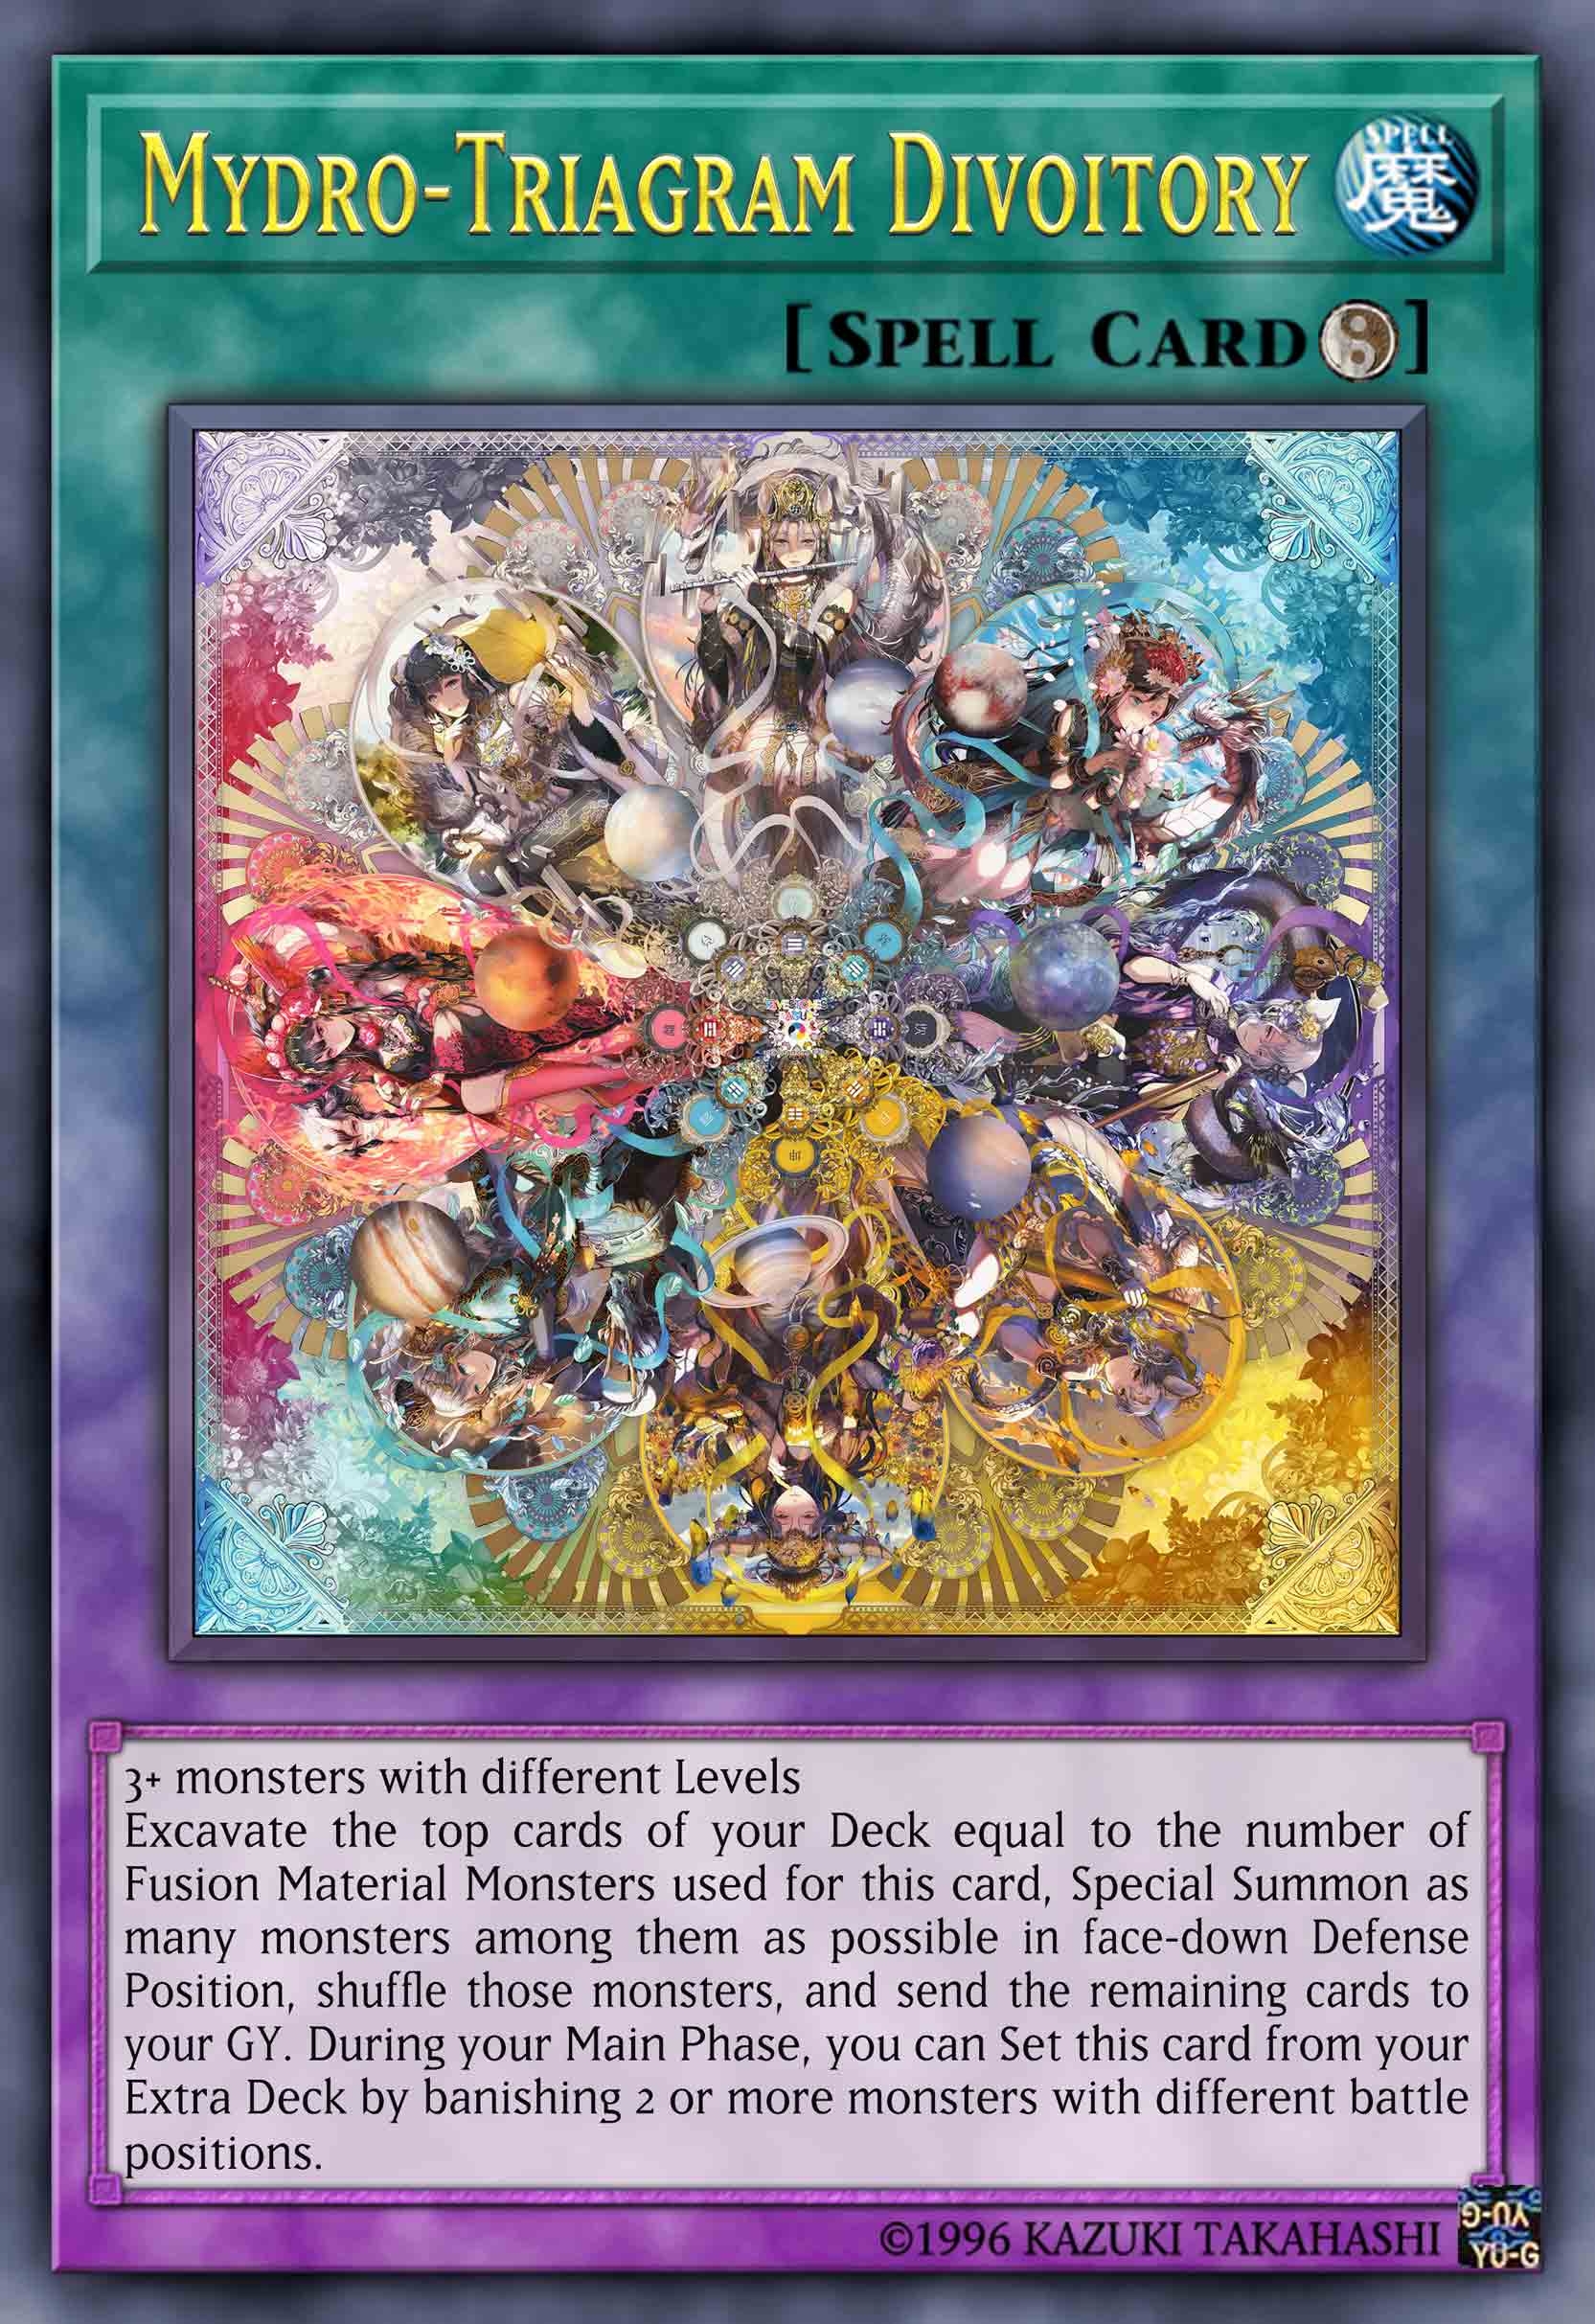 MYDRO-TRIAGRAM DIVOITORY
SPELL
魔
[SPELL CARD]
3+ monsters with different Levels
Excavate the top cards of your Deck equal to the number of
Fusion Material Monsters used for this card, Special Summon as
many monsters among them as possible in face-down Defense
Position, shuffle those monsters, and send the remaining cards to
your GY. During your Main Phase, you can Set this card from your
Extra Deck by banishing 2 or more monsters with different battle
positions.
©1996 KAZUKI TAKAHASHI
YU-G
YU-G